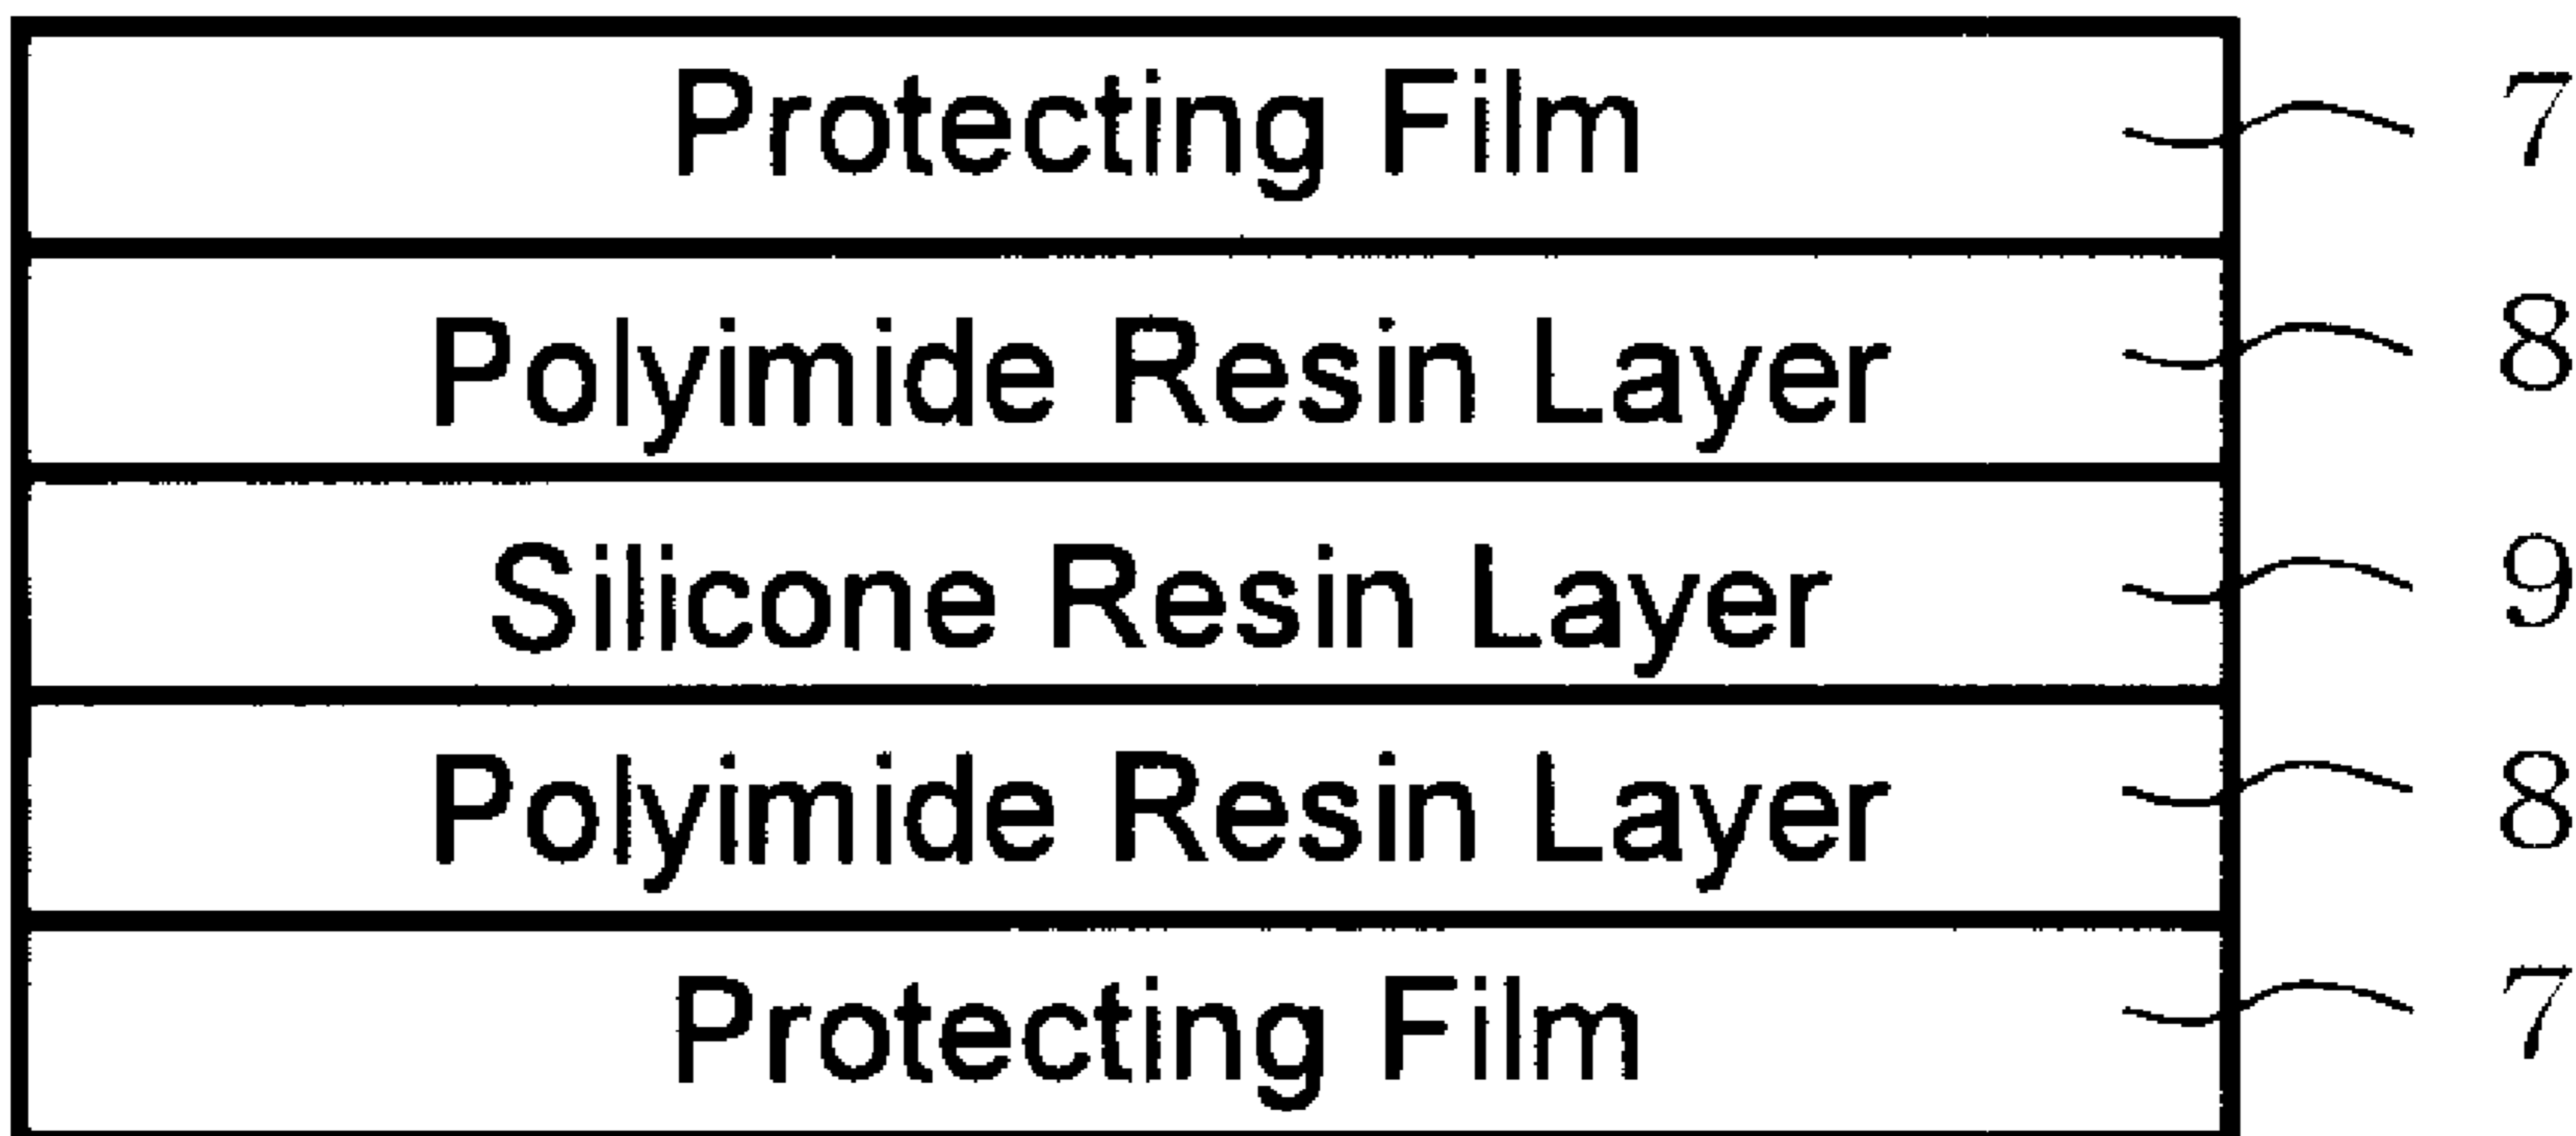 Protecting Film 7
Polyimide Resin Layer 8
Silicone Resin Layer 9
Polyimide Resin Layer 8
Protecting Film 7